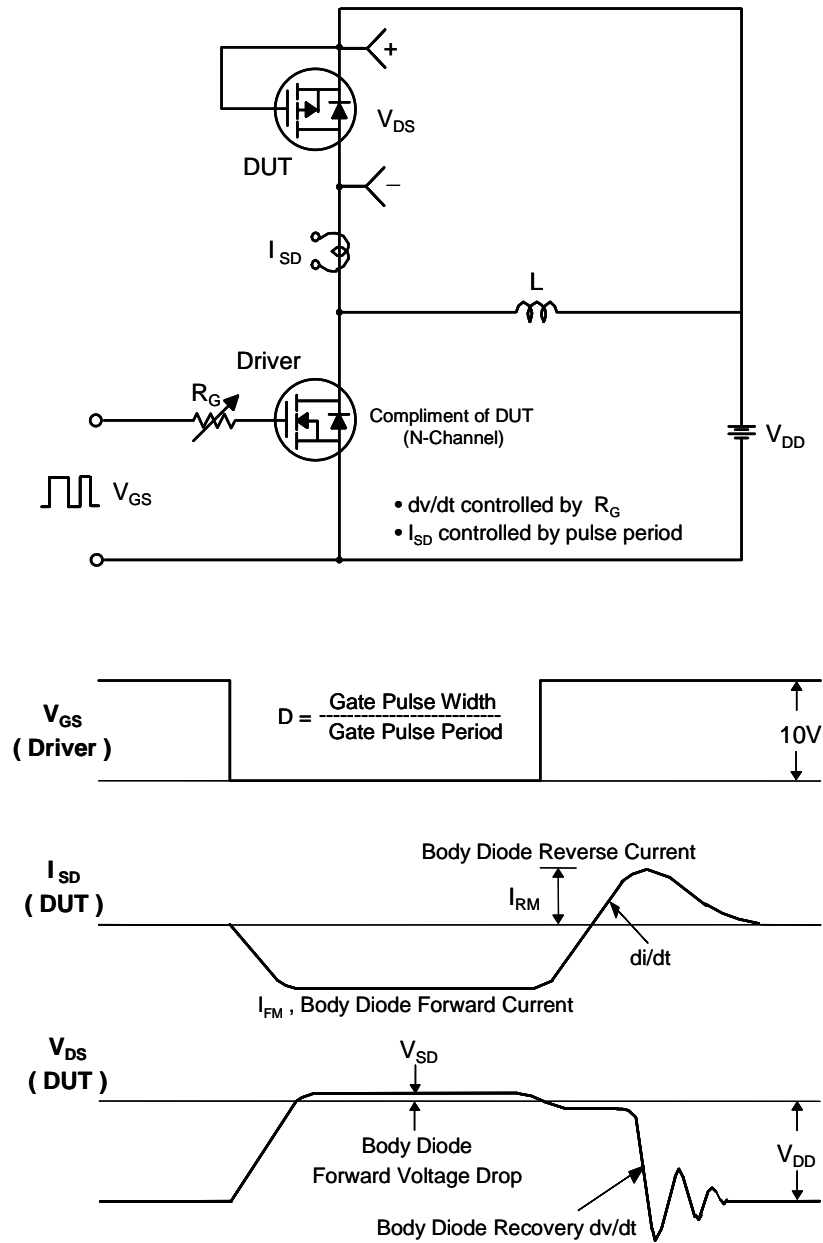 +
V_DS
DUT
−
I_SD
L
Driver
R_G
Compliment of DUT
(N-Channel)
V_DD
V_GS
• dv/dt controlled by R_G
• I_SD controlled by pulse period
V_GS
( Driver )
D = Gate Pulse Width
Gate Pulse Period
10V
I_SD
( DUT )
Body Diode Reverse Current
I_RM
di/dt
I_FM , Body Diode Forward Current
V_DS
( DUT )
V_SD
Body Diode
Forward Voltage Drop
V_DD
Body Diode Recovery dv/dt